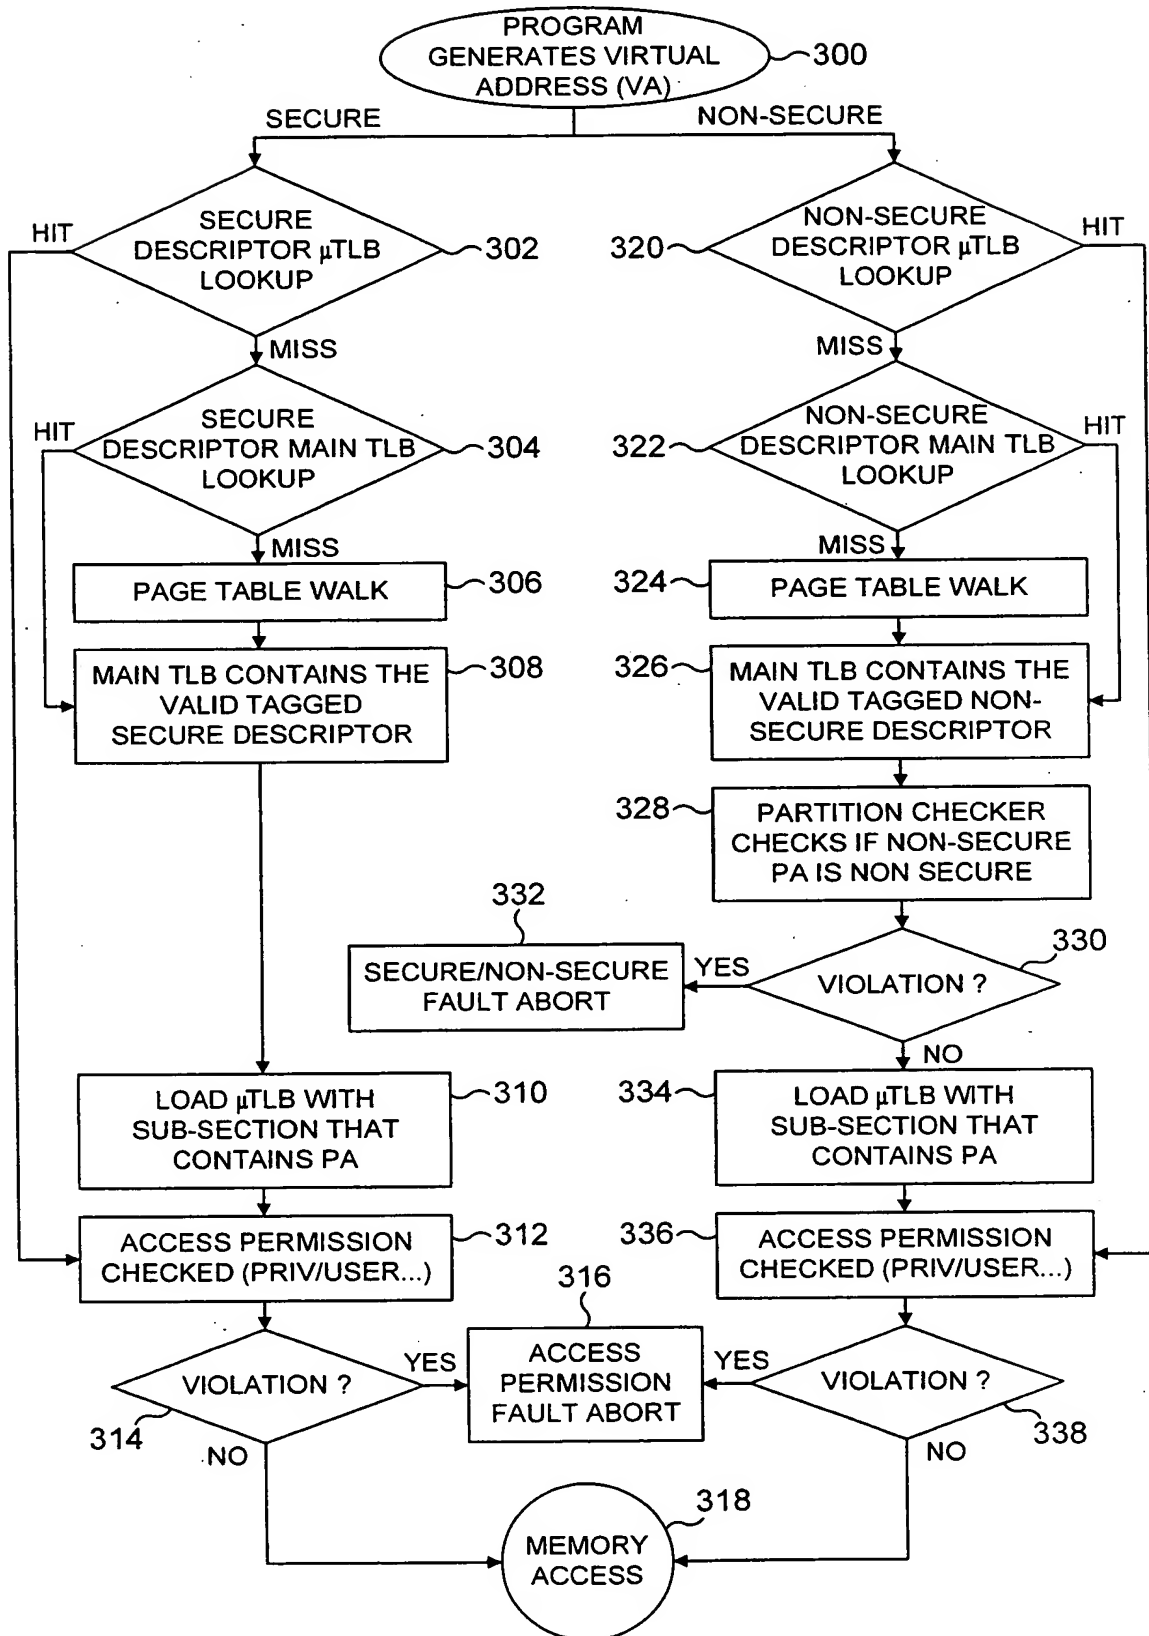 PROGRAM
GENERATES VIRTUAL
ADDRESS (VA)
300
SECURE
NON-SECURE
HIT
SECURE
DESCRIPTOR µTLB
LOOKUP
302
320
NON-SECURE
DESCRIPTOR µTLB
LOOKUP
HIT
MISS
MISS
HIT
SECURE
DESCRIPTOR MAIN TLB
LOOKUP
304
322
NON-SECURE
DESCRIPTOR MAIN TLB
LOOKUP
HIT
MISS
MISS
PAGE TABLE WALK
306
324
PAGE TABLE WALK
MAIN TLB CONTAINS THE
VALID TAGGED
SECURE DESCRIPTOR
308
326
MAIN TLB CONTAINS THE
VALID TAGGED NON-
SECURE DESCRIPTOR
328
PARTITION CHECKER
CHECKS IF NON-SECURE
PA IS NON SECURE
332
SECURE/NON-SECURE
FAULT ABORT
YES
VIOLATION ?
330
NO
LOAD µTLB WITH
SUB-SECTION THAT
CONTAINS PA
310
334
LOAD µTLB WITH
SUB-SECTION THAT
CONTAINS PA
ACCESS PERMISSION
CHECKED (PRIV/USER...)
312
336
ACCESS PERMISSION
CHECKED (PRIV/USER...)
316
VIOLATION ?
314
YES
ACCESS
PERMISSION
FAULT ABORT
YES
VIOLATION ?
338
NO
NO
MEMORY
ACCESS
318